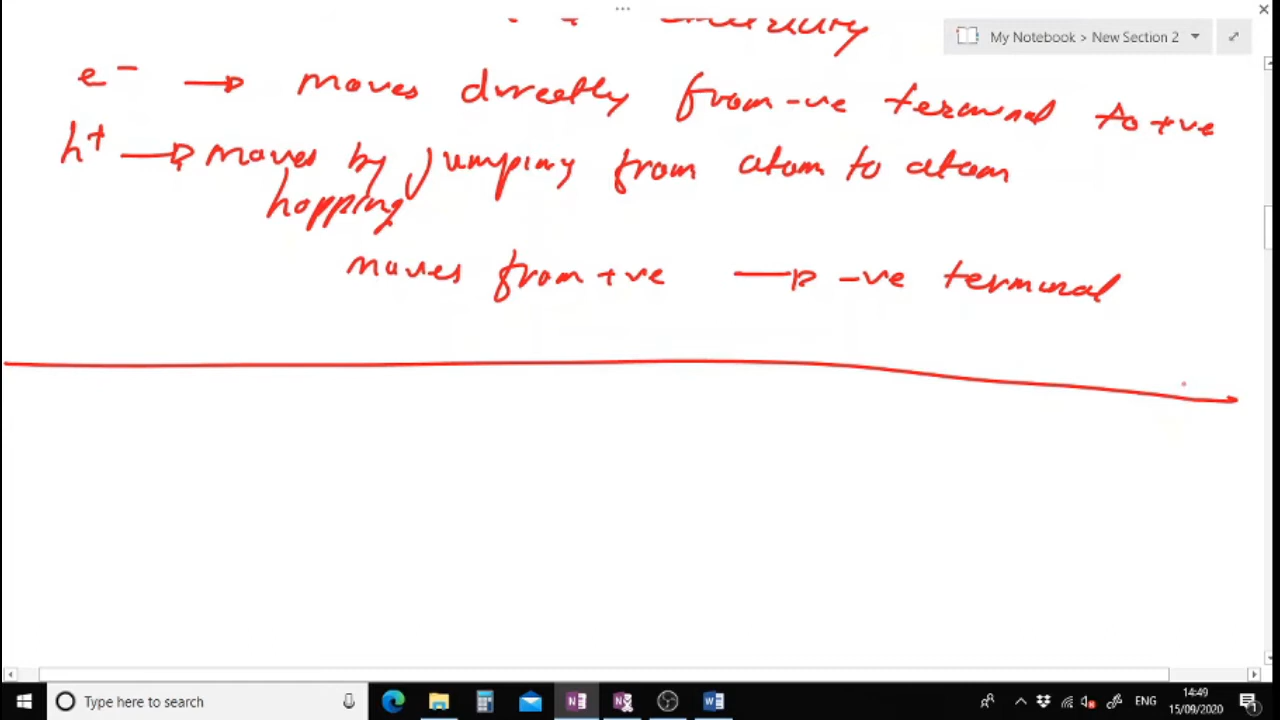 My Notebook > New Section 2
e⁻ → moves directly from -ve terminal to +ve
h⁺ → moves by jumping from atom to atom
hopping
moves from +ve → -ve terminal
Type here to search
ENG
14:49
15/09/2020
1